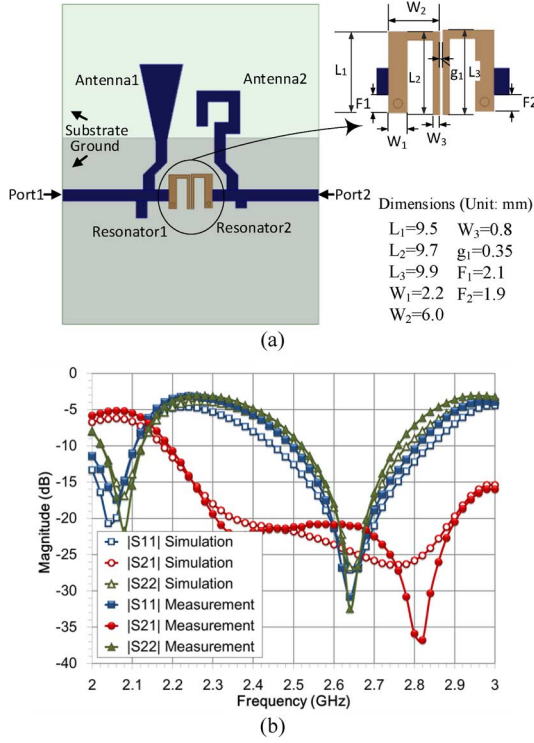 W₂
Antenna1
Antenna2
L₁
L₂
g₁
L₃
F1
F2
W₁
W₃
Substrate
Ground
Port1
Port2
Resonator1
Resonator2
Dimensions (Unit: mm)
L₁=9.5 W₃=0.8
L₂=9.7 g₁=0.35
L₃=9.9 F₁=2.1
W₁=2.2 F₂=1.9
W₂=6.0
(a)
0
-5
-10
-15
-20
-25
-30
-35
-40
Magnitude (dB)
|S11| Simulation
|S21| Simulation
|S22| Simulation
|S11| Measurement
|S21| Measurement
|S22| Measurement
2 2.1 2.2 2.3 2.4 2.5 2.6 2.7 2.8 2.9 3
Frequency (GHz)
(b)